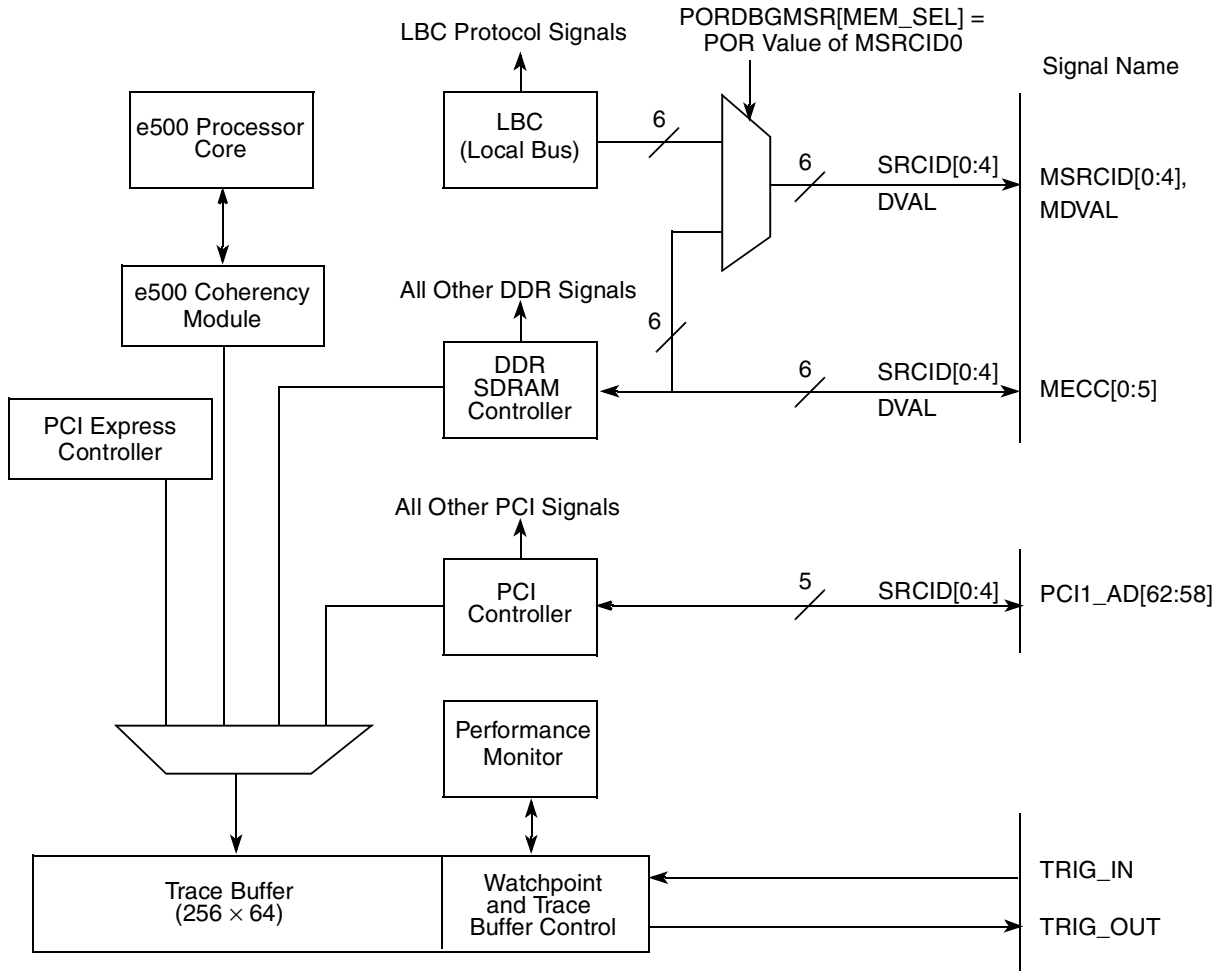 PORDBGMSR[MEM_SEL] =
POR Value of MSRCID0
LBC Protocol Signals
Signal Name
e500 Processor
Core
LBC
(Local Bus)
6
6
SRCID[0:4]
DVAL
MSRCID[0:4],
MDVAL
e500 Coherency
Module
All Other DDR Signals
6
DDR
SDRAM
Controller
6
SRCID[0:4]
DVAL
MECC[0:5]
PCI Express
Controller
All Other PCI Signals
PCI
Controller
5
SRCID[0:4]
PCI1_AD[62:58]
Performance
Monitor
Trace Buffer
(256 × 64)
Watchpoint
and Trace
Buffer Control
TRIG_IN
TRIG_OUT